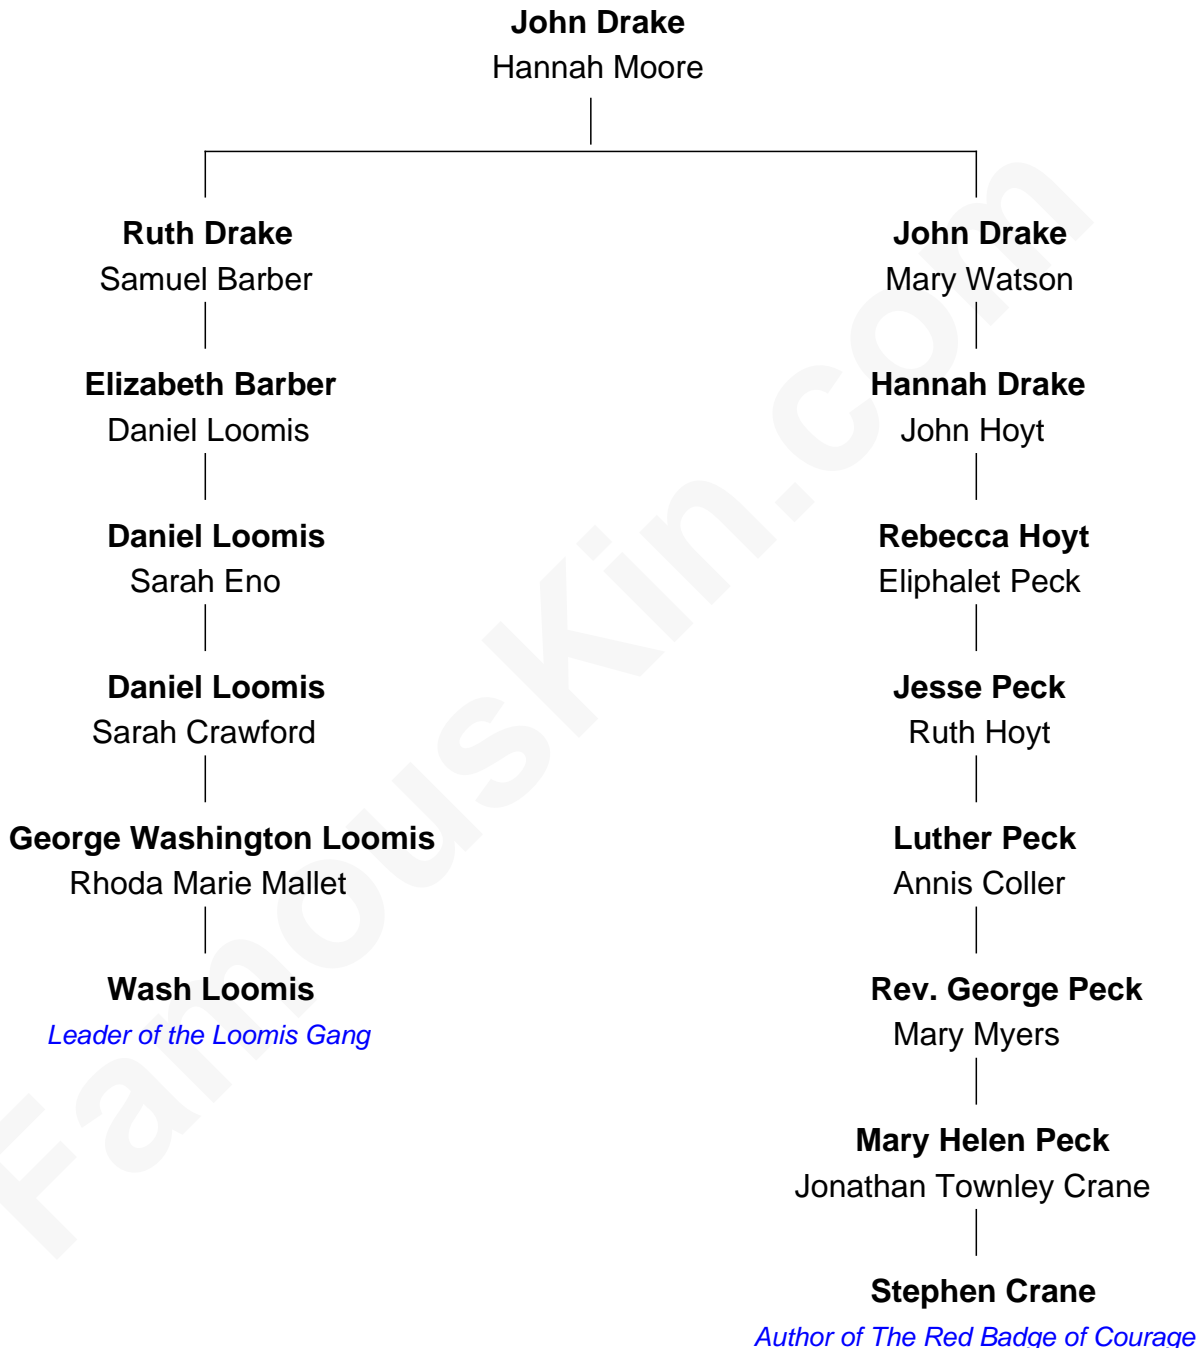 John Drake
Hannah Moore
Ruth Drake
Samuel Barber
John Drake
Mary Watson
Elizabeth Barber
Daniel Loomis
Hannah Drake
John Hoyt
Daniel Loomis
Sarah Eno
Rebecca Hoyt
Eliphalet Peck
Daniel Loomis
Sarah Crawford
Jesse Peck
Ruth Hoyt
George Washington Loomis
Rhoda Marie Mallet
Luther Peck
Annis Coller
Wash Loomis
Leader of the Loomis Gang
Rev. George Peck
Mary Myers
Mary Helen Peck
Jonathan Townley Crane
Stephen Crane
Author of The Red Badge of Courage
FamousKin.com